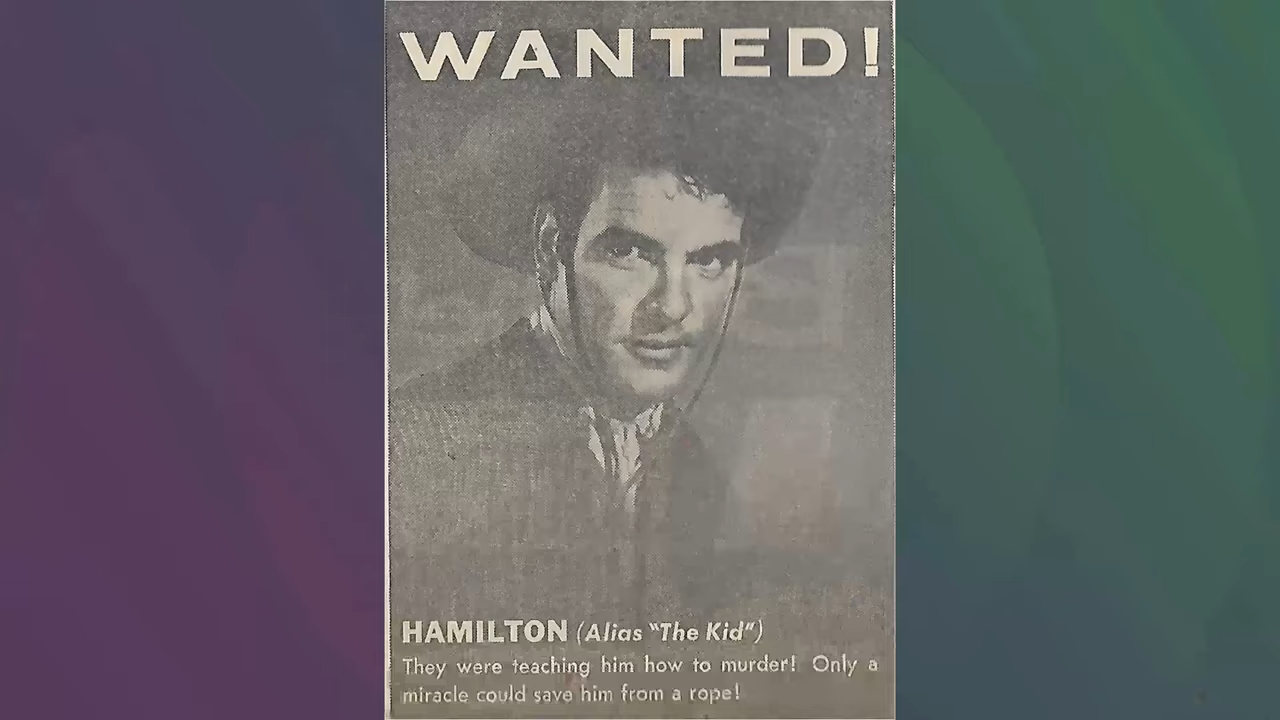 WANTED!
HAMILTON (Alias "The Kid")
They were teaching him how to murder! Only a
miracle could save him from a rope!